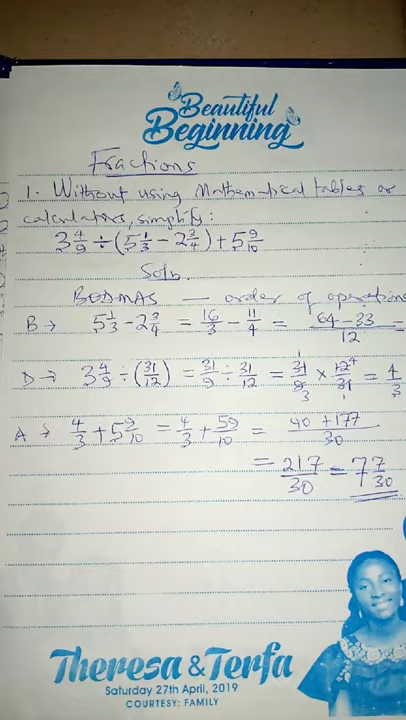 Beautiful
Beginning
Fractions
1. Without using Mathematical tables or
calculators, simplify:
3 4/9 ÷ (5 1/3 − 2 3/4) + 5 9/10
Soln.
BODMAS — order of operations
B → 5 1/3 − 2 3/4 = 16/3 − 11/4 = 64 − 33/12 =
D → 3 4/9 ÷ (31/12) = 31/9 ÷ 31/12 = 31/9 3 × 12 4/31 1 = 4/3
A → 4/3 + 5 9/10 = 4/3 + 59/10 = 40 + 177/30
= 217/30 = 7 7/30
Theresa & Terfa
Saturday 27th April, 2019
COURTESY: FAMILY